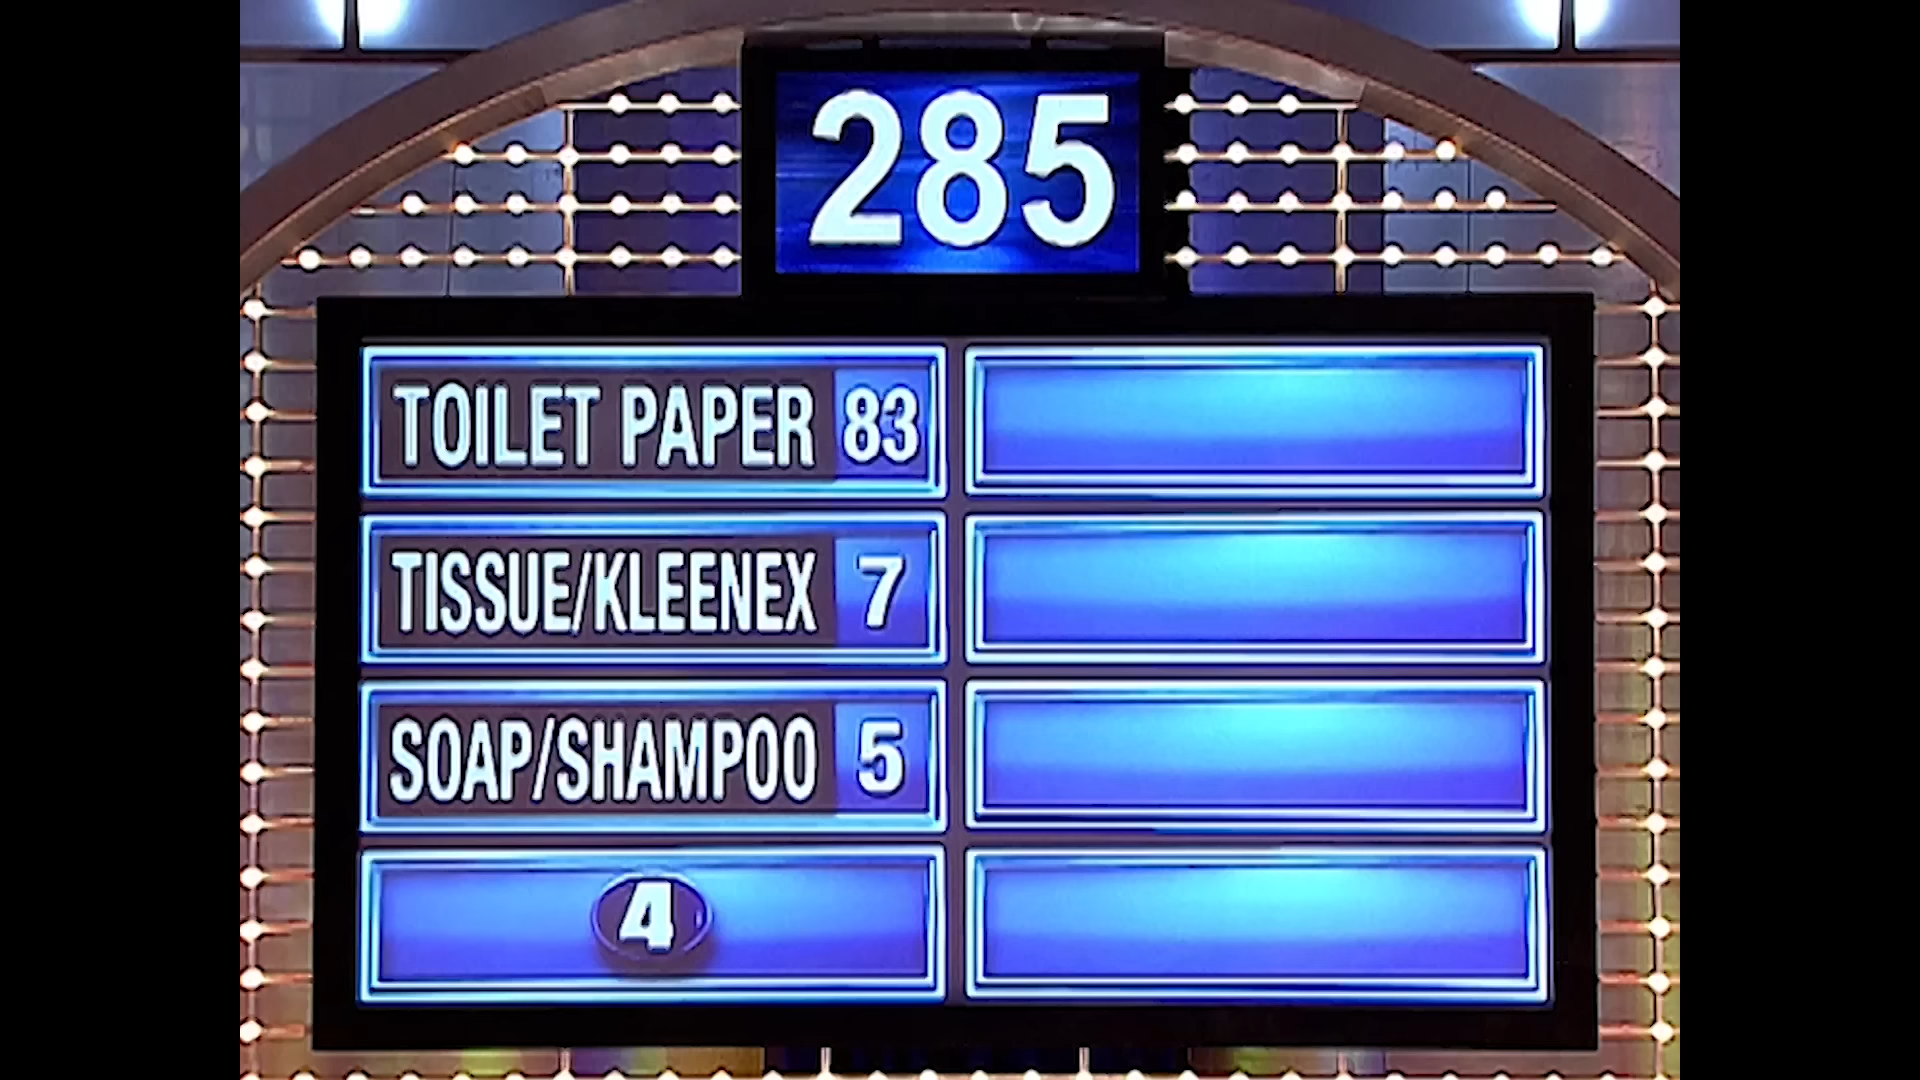 285
TOILET PAPER 83
TISSUE/KLEENEX 7
SOAP/SHAMPOO 5
4